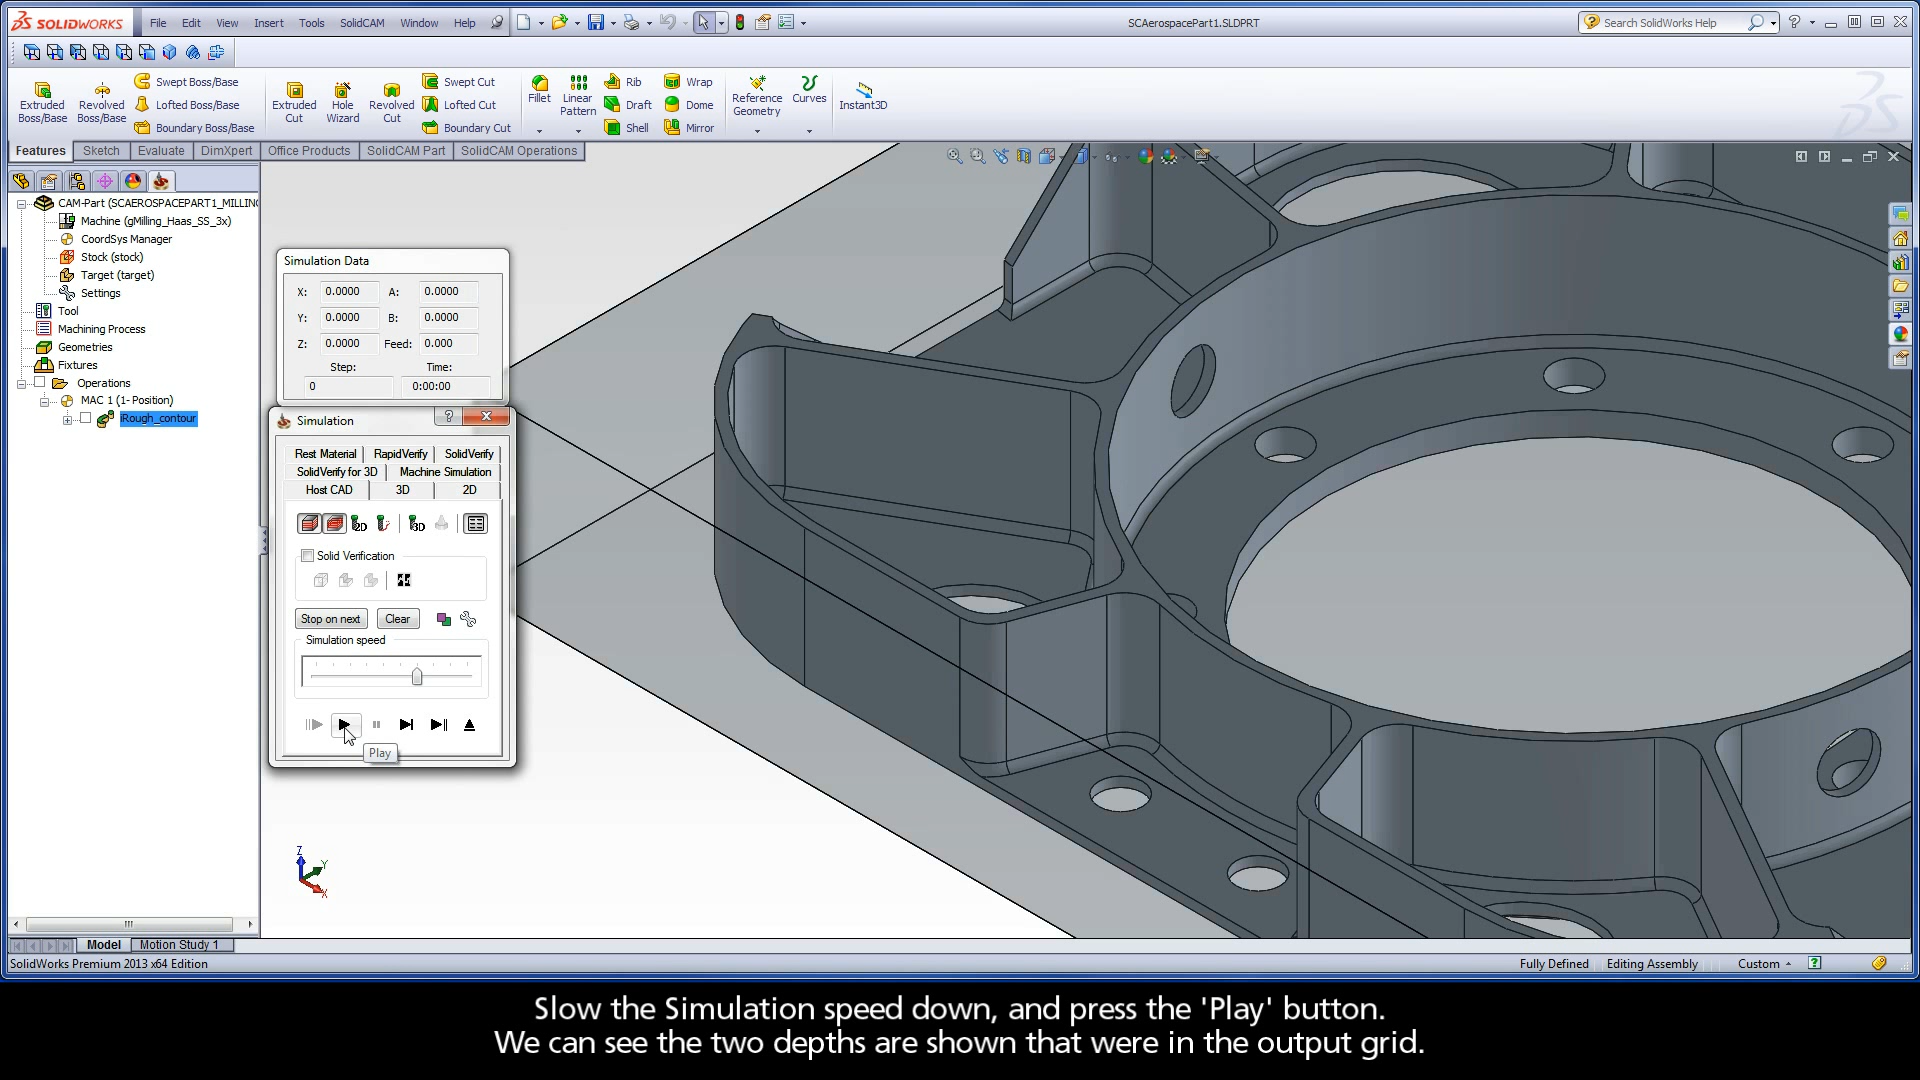 SOLIDWORKS File Edit View Insert Tools SolidCAM Window Help SCAerospacePart1.SLDPRT Search SolidWorks Help
Extruded Boss/Base
Revolved Boss/Base
Swept Boss/Base
Lofted Boss/Base
Boundary Boss/Base
Extruded Cut
Hole Wizard
Revolved Cut
Swept Cut
Lofted Cut
Boundary Cut
Fillet
Linear Pattern
Rib
Draft
Shell
Wrap
Dome
Mirror
Reference Geometry
Curves
Instant3D
Features Sketch Evaluate DimXpert Office Products SolidCAM Part SolidCAM Operations
CAM-Part (SCAEROSPACEPART1_MILLING
Machine (gMilling_Haas_SS_3x)
CoordSys Manager
Stock (stock)
Target (target)
Settings
Tool
Machining Process
Geometries
Fixtures
Operations
MAC 1 (1- Position)
iRough_contour
Simulation Data
X: 0.0000 A: 0.0000
Y: 0.0000 B: 0.0000
Z: 0.0000 Feed: 0.000
Step: Time:
0 0:00:00
Simulation
Rest Material RapidVerify SolidVerify
SolidVerify for 3D Machine Simulation
Host CAD 3D 2D
2D 3D
Solid Verification
Stop on next Clear
Simulation speed
Play
Z
Y
X
Model Motion Study 1
SolidWorks Premium 2013 x64 Edition Fully Defined Editing Assembly Custom
Slow the Simulation speed down, and press the 'Play' button.
We can see the two depths are shown that were in the output grid.